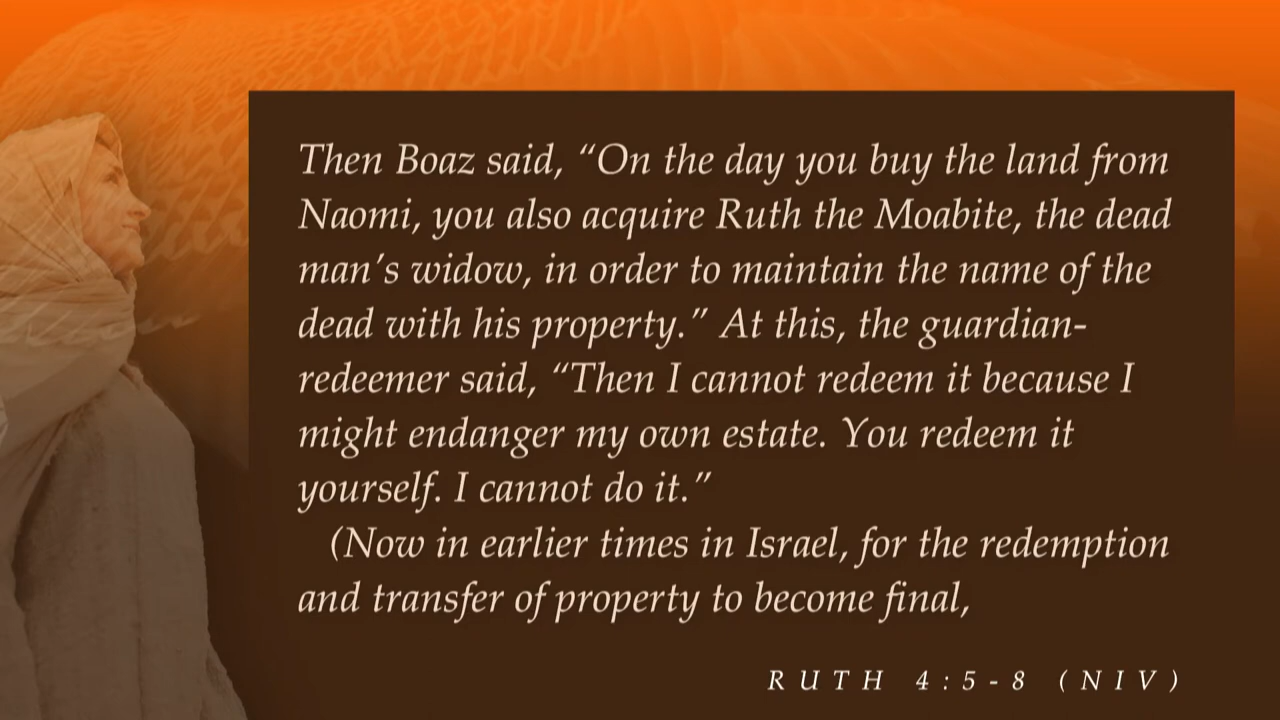 Then Boaz said, “On the day you buy the land from
Naomi, you also acquire Ruth the Moabite, the dead
man’s widow, in order to maintain the name of the
dead with his property.” At this, the guardian-
redeemer said, “Then I cannot redeem it because I
might endanger my own estate. You redeem it
yourself. I cannot do it.”
(Now in earlier times in Israel, for the redemption
and transfer of property to become final,
RUTH 4:5-8 (NIV)